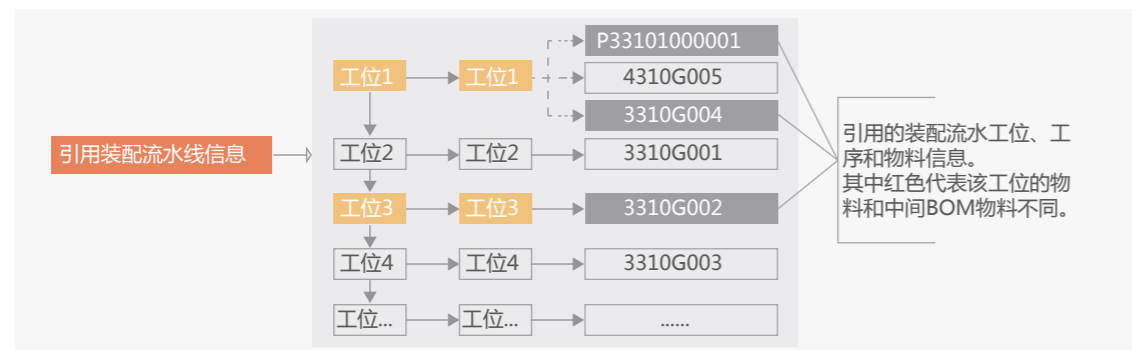 P33101000001
工位1
工位1
4310G005
3310G004
引用装配流水线信息
工位2
工位2
3310G001
引用的装配流水工位、工
序和物料信息。
其中红色代表该工位的物
料和中间BOM物料不同。
工位3
工位3
3310G002
工位4
工位4
3310G003
工位...
工位...
......